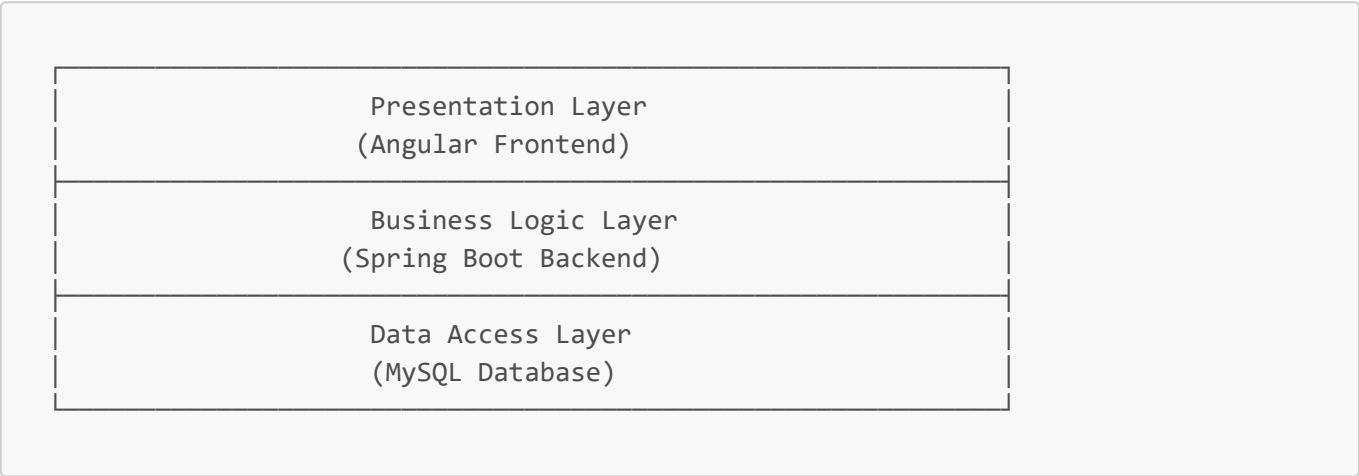 Presentation Layer
(Angular Frontend)
Business Logic Layer
(Spring Boot Backend)
Data Access Layer
(MySQL Database)